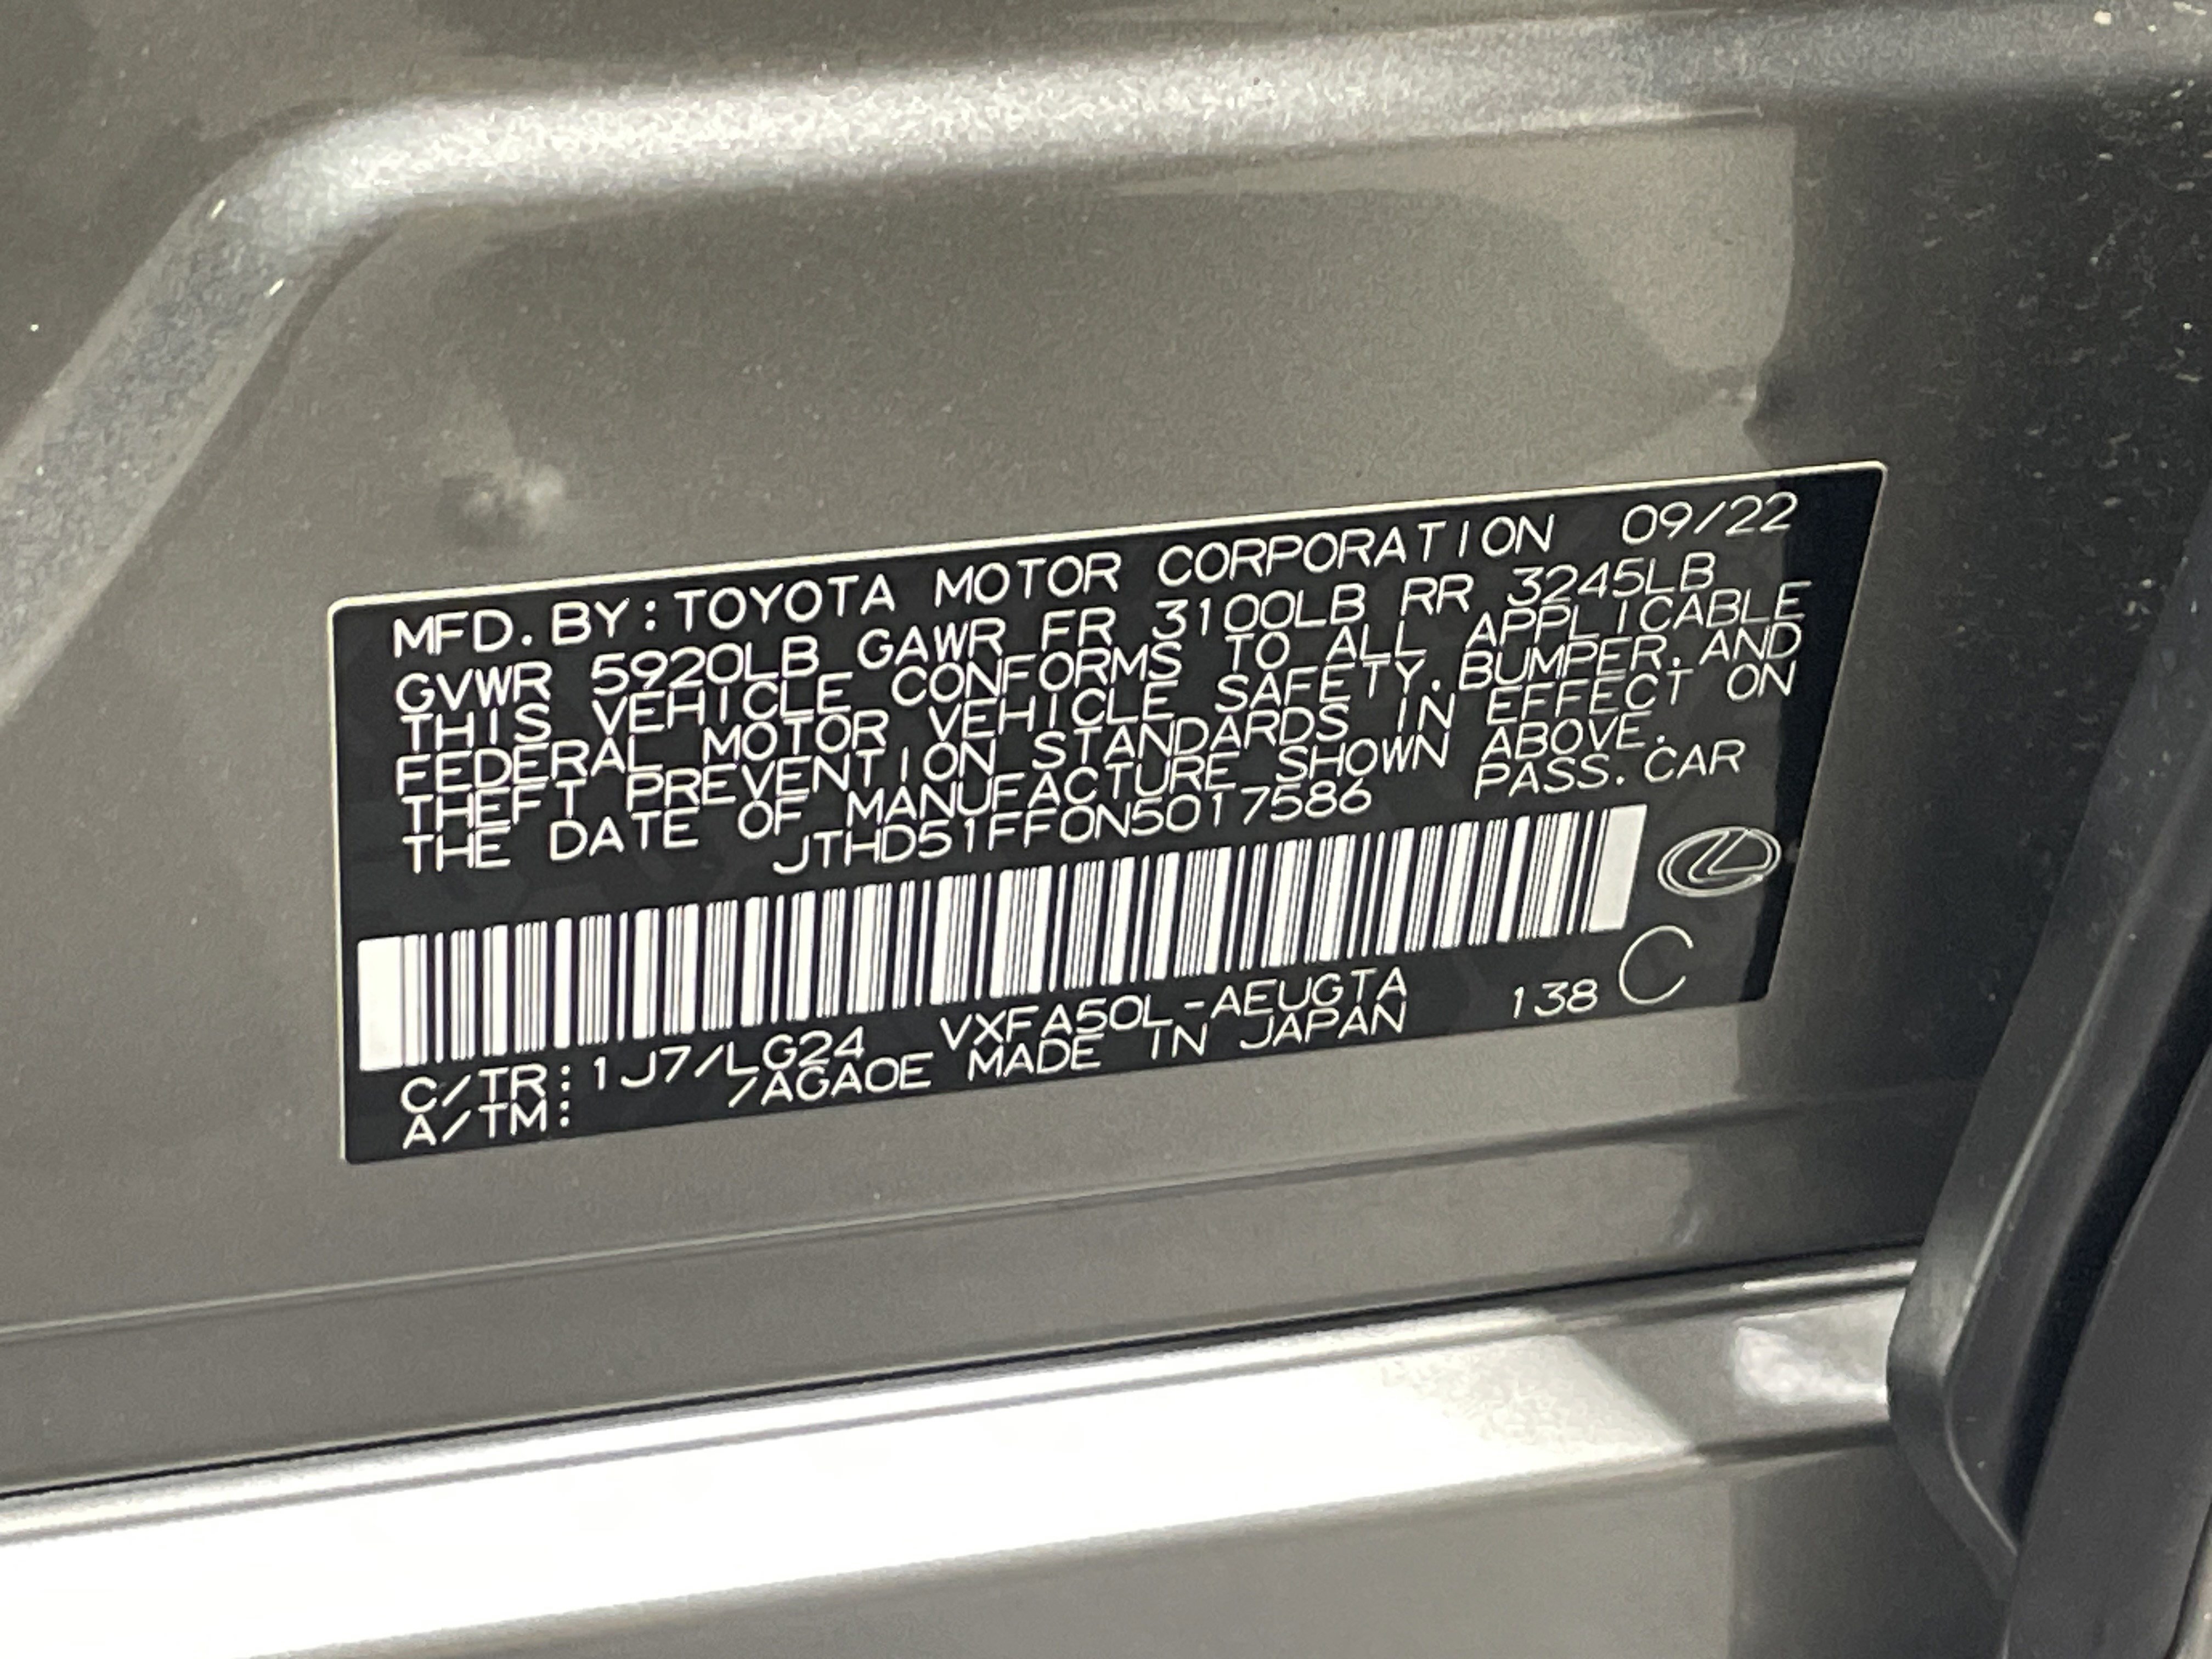 MFD. BY: TOYOTA MOTOR CORPORATION 09/22
GVWR 5920LB GAWR FR 3100LB RR 3245LB
THIS VEHICLE CONFORMS TO ALL APPLICABLE
FEDERAL MOTOR VEHICLE SAFETY, BUMPER, AND
THEFT PREVENTION STANDARDS IN EFFECT ON
THE DATE OF MANUFACTURE SHOWN ABOVE.
JTHD51FF0N5017586 PASS. CAR
C/TR: 1J7/LG24 VXFA50L-AEUGTA 138 C
A/TM: /AGA0E MADE IN JAPAN